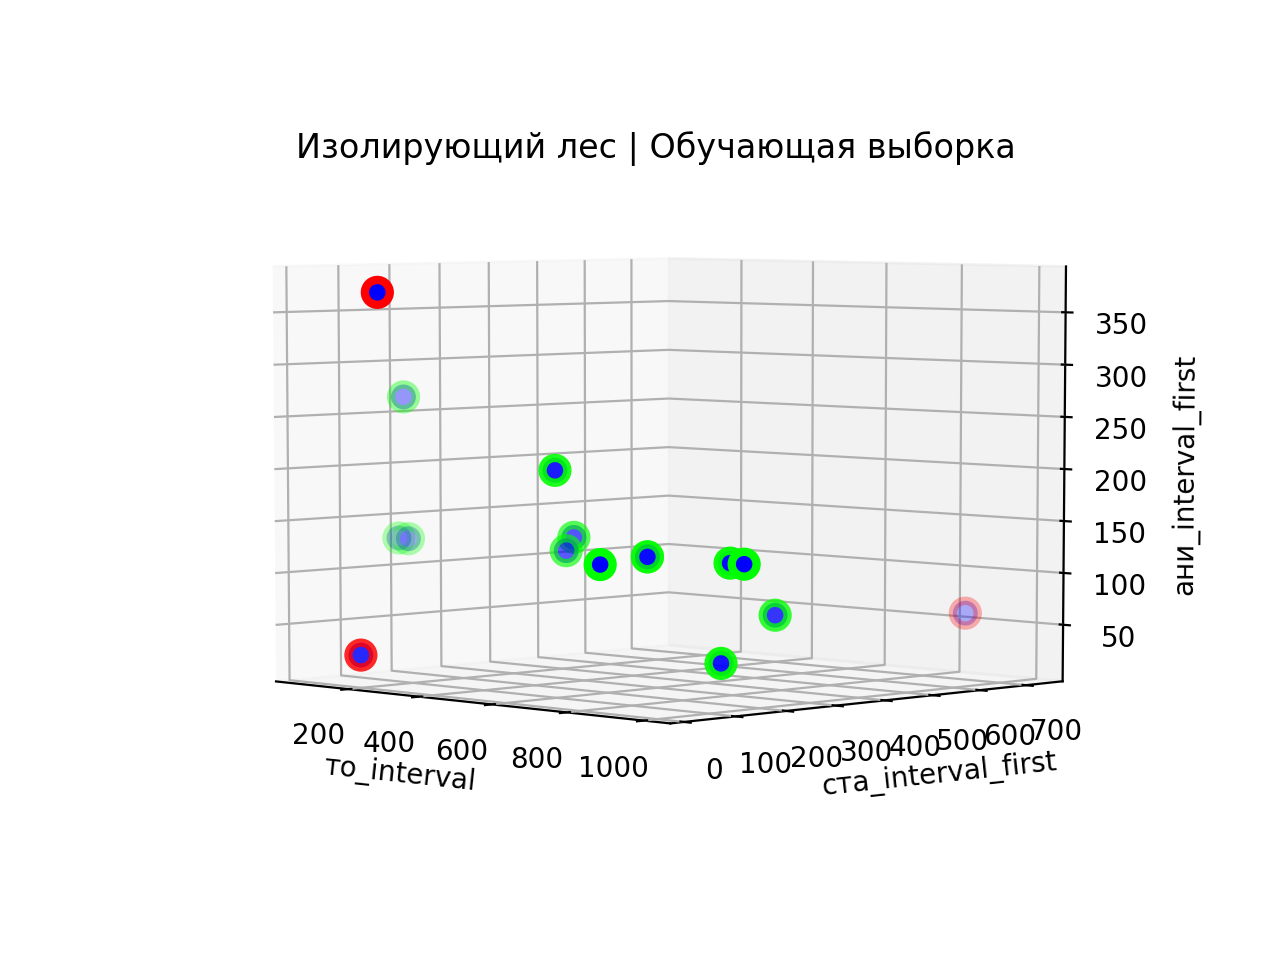 Изолирующий лес | Обучающая выборка
350
300
250
200
150
100
50
ани_interval_first
200 400 600 800 1000
то_interval
0 100 200 300 400 500 600 700
ста_interval_first